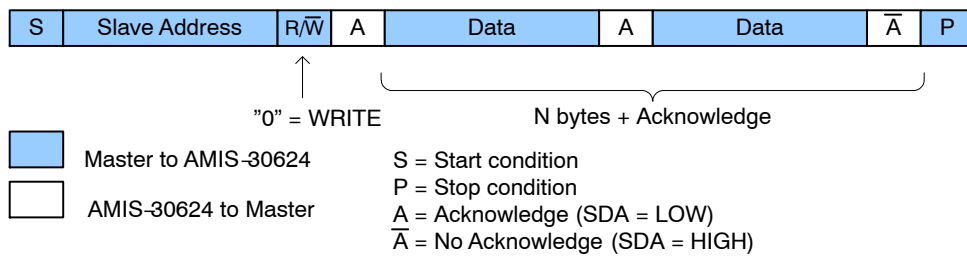 S Slave Address R/W̅ A Data A Data A̅ P
”0” = WRITE
N bytes + Acknowledge
Master to AMIS−30624
AMIS−30624 to Master
S = Start condition
P = Stop condition
A = Acknowledge (SDA = LOW)
A̅ = No Acknowledge (SDA = HIGH)